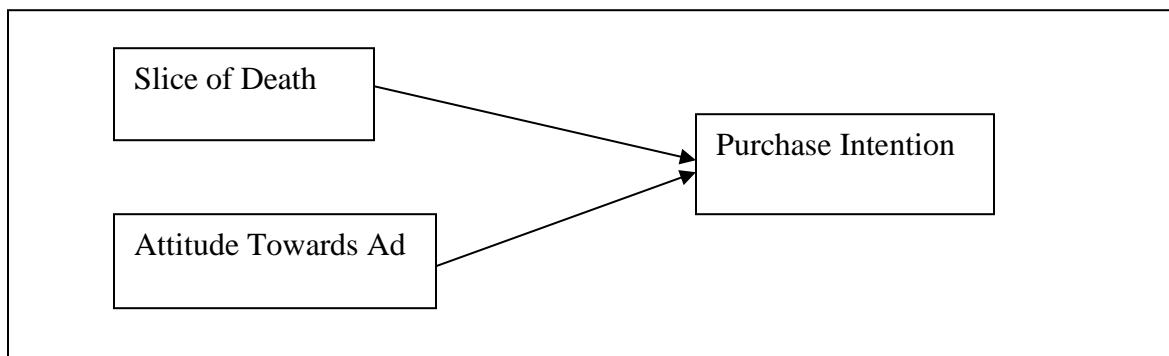 Slice of Death
Purchase Intention
Attitude Towards Ad